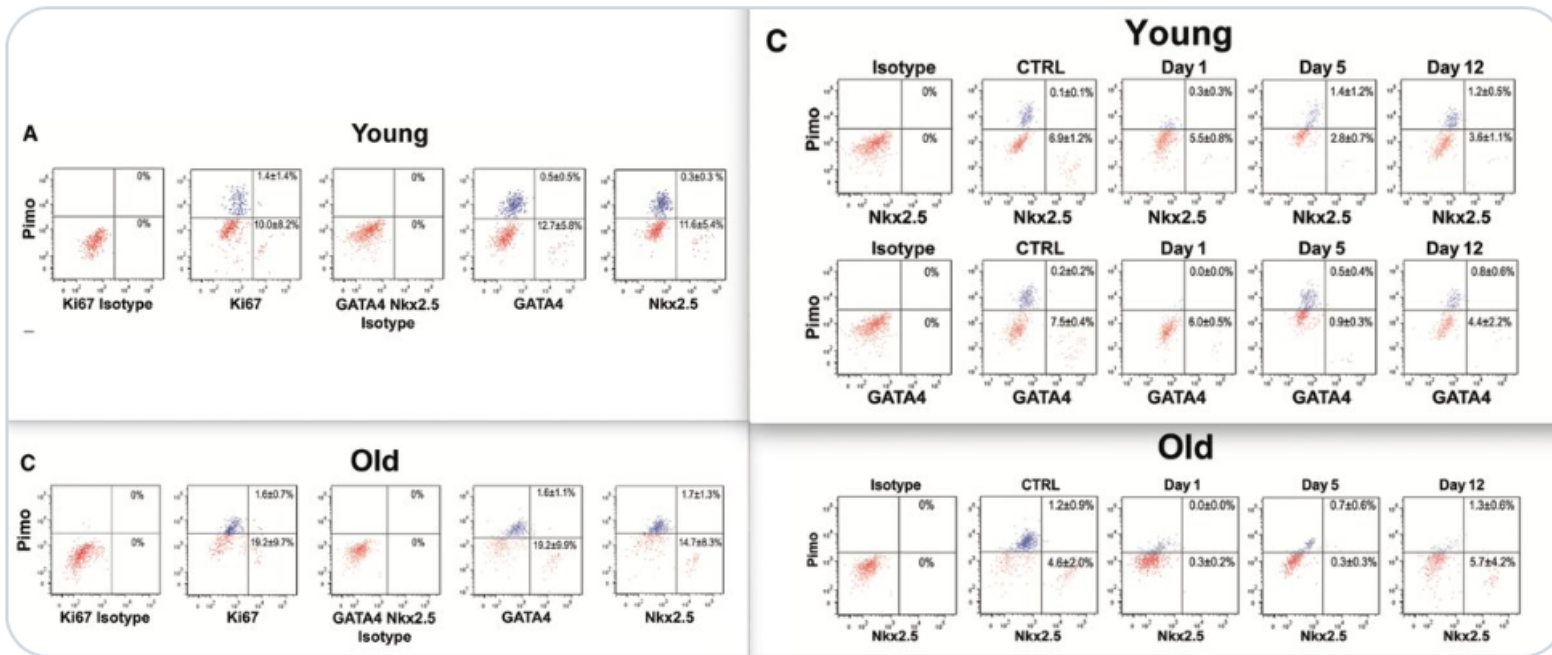 A
Young
0%
0%
1.4±1.4%
10.0±8.2%
0%
0%
0.5±0.5%
12.7±5.8%
0.3±0.3 %
11.6±5.4%
Pimo
Ki67 Isotype
Ki67
GATA4 Nkx2.5
Isotype
GATA4
Nkx2.5
C
Old
0%
0%
1.6±0.7%
19.2±9.7%
0%
0%
1.6±1.1%
19.2±9.9%
1.7±1.3%
14.7±8.3%
Pimo
Ki67 Isotype
Ki67
GATA4 Nkx2.5
Isotype
GATA4
Nkx2.5
C
Young
Isotype
CTRL
Day 1
Day 5
Day 12
0%
0%
0.1±0.1%
6.9±1.2%
0.3±0.3%
5.5±0.8%
1.4±1.2%
2.8±0.7%
1.2±0.5%
3.6±1.1%
Pimo
Nkx2.5
Nkx2.5
Nkx2.5
Nkx2.5
Nkx2.5
Isotype
CTRL
Day 1
Day 5
Day 12
0%
0%
0.2±0.2%
7.5±0.4%
0.0±0.0%
6.0±0.5%
0.5±0.4%
0.9±0.3%
0.8±0.6%
4.4±2.2%
Pimo
GATA4
GATA4
GATA4
GATA4
GATA4
Old
Isotype
CTRL
Day 1
Day 5
Day 12
0%
0%
1.2±0.9%
4.6±2.0%
0.0±0.0%
0.3±0.2%
0.7±0.6%
0.3±0.3%
1.3±0.6%
5.7±4.2%
Pimo
Nkx2.5
Nkx2.5
Nkx2.5
Nkx2.5
Nkx2.5